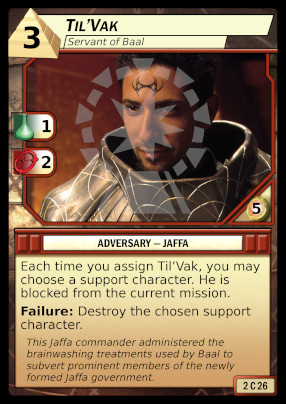 3
Til'Vak
Servant of Baal
1
2
5
ADVERSARY – JAFFA
Each time you assign Til'Vak, you may
choose a support character. He is
blocked from the current mission.
Failure: Destroy the chosen support
character.
This Jaffa commander administered the
brainwashing treatments used by Baal to
subvert prominent members of the newly
formed Jaffa government.
2 C 26